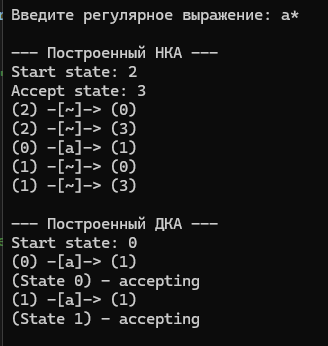 Введите регулярное выражение: a*
--- Построенный НКА ---
Start state: 2
Accept state: 3
(2) -[~]-> (0)
(2) -[~]-> (3)
(0) -[a]-> (1)
(1) -[~]-> (0)
(1) -[~]-> (3)
--- Построенный ДКА ---
Start state: 0
(0) -[a]-> (1)
(State 0) - accepting
(1) -[a]-> (1)
(State 1) - accepting